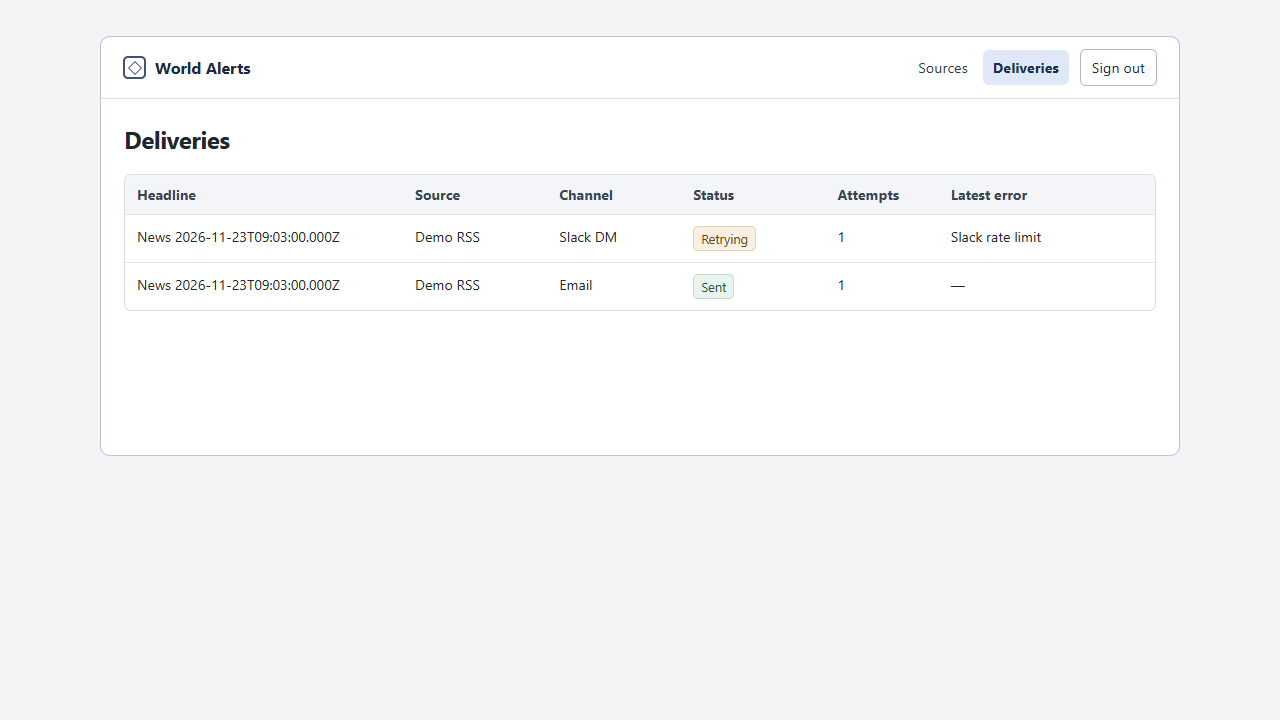 World Alerts
Sources Deliveries Sign out
Deliveries
Headline Source Channel Status Attempts Latest error
News 2026-11-23T09:03:00.000Z Demo RSS Slack DM Retrying 1 Slack rate limit
News 2026-11-23T09:03:00.000Z Demo RSS Email Sent 1 —